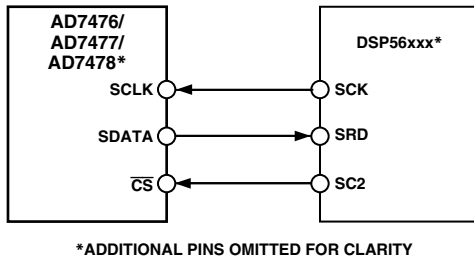 AD7476/
AD7477/
AD7478*
DSP56xxx*
SCLK
SCK
SDATA
SRD
CS
SC2
*ADDITIONAL PINS OMITTED FOR CLARITY